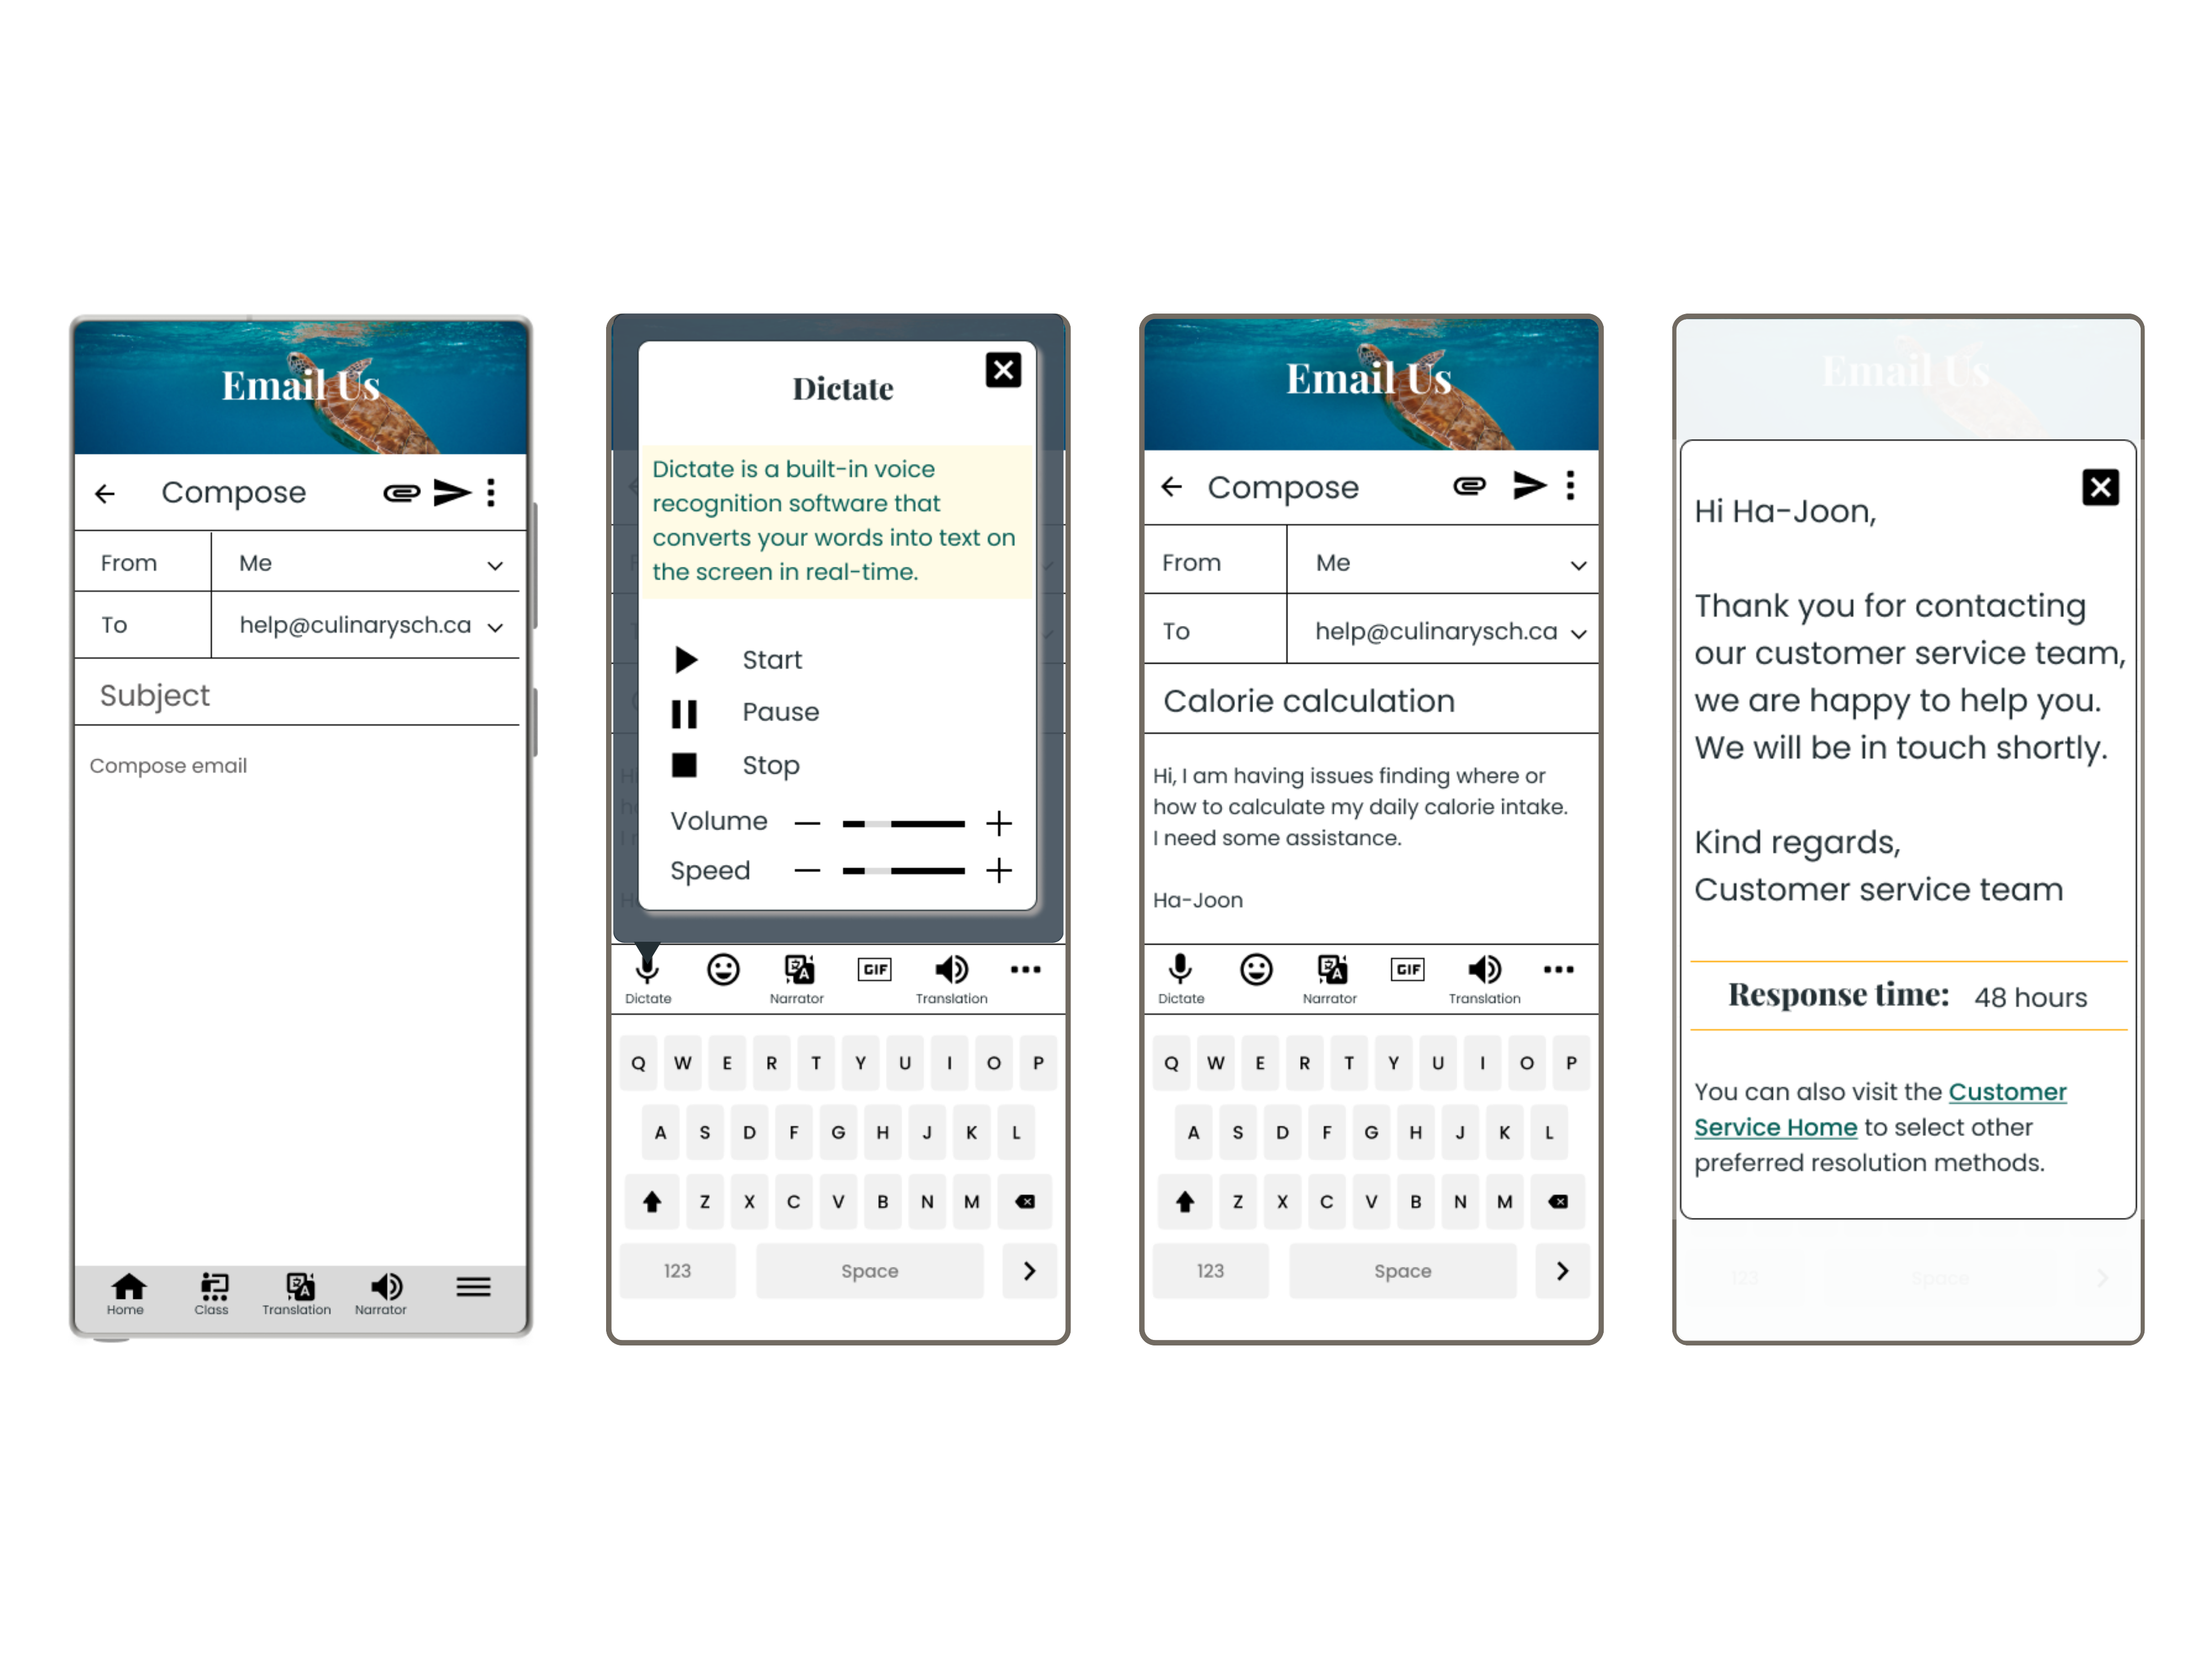 Email Us
Compose
From Me
To help@culinarysch.ca
Subject
Compose email
Home Class Translation Narrator
Dictate
Dictate is a built-in voice
recognition software that
converts your words into text on
the screen in real-time.
Start
Pause
Stop
Volume
Speed
GIF
Dictate Narrator Translation
Q W E R T Y U I O P
A S D F G H J K L
Z X C V B N M
123 Space
Email Us
Compose
From Me
To help@culinarysch.ca
Calorie calculation
Hi, I am having issues finding where or
how to calculate my daily calorie intake.
I need some assistance.
Ha-Joon
GIF
Dictate Narrator Translation
Q W E R T Y U I O P
A S D F G H J K L
Z X C V B N M
123 Space
Email Us
Hi Ha-Joon,
Thank you for contacting
our customer service team,
we are happy to help you.
We will be in touch shortly.
Kind regards,
Customer service team
Response time: 48 hours
You can also visit the Customer
Service Home to select other
preferred resolution methods.
123 Space